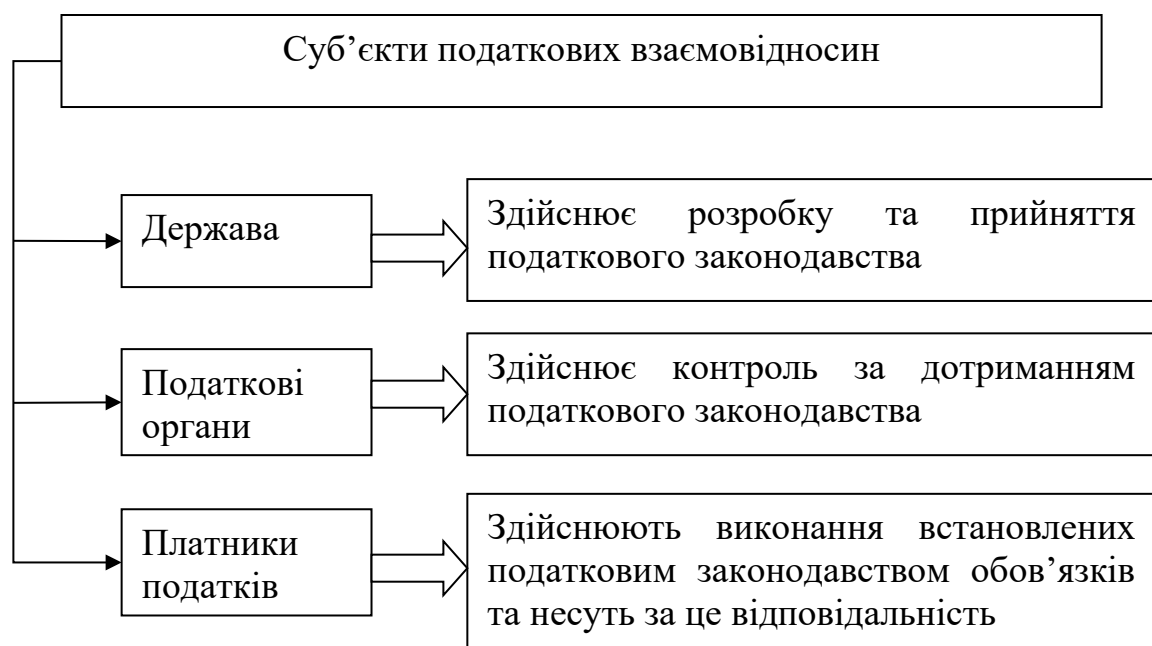 Суб’єкти податкових взаємовідносин
Держава
Здійснює розробку та прийняття
податкового законодавства
Податкові
органи
Здійснює контроль за дотриманням
податкового законодавства
Платники
податків
Здійснюють виконання встановлених
податковим законодавством обов’язків
та несуть за це відповідальність